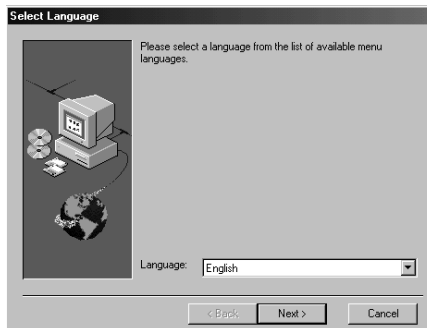 Select Language
Please select a language from the list of available menu
languages.
Language: English
< Back Next > Cancel